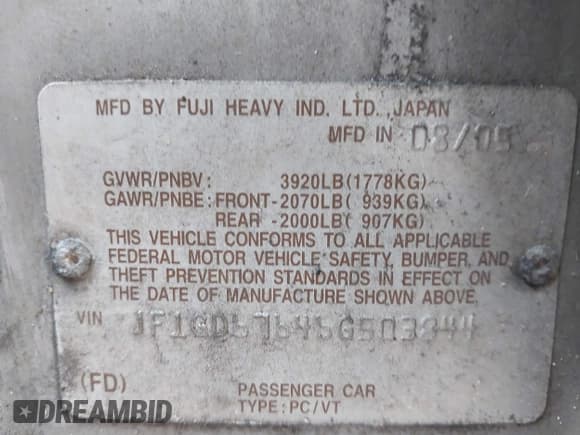 MFD BY FUJI HEAVY IND. LTD. ,JAPAN
MFD IN 08/05
GVWR/PNBV: 3920LB(1778KG)
GAWR/PNBE: FRONT-2070LB( 939KG)
REAR -2000LB( 907KG)
THIS VEHICLE CONFORMS TO ALL APPLICABLE
FEDERAL MOTOR VEHICLE SAFETY, BUMPER, AND
THEFT PREVENTION STANDARDS IN EFFECT ON
THE DATE OF MANUFACTURE SHOWN ABOVE.
VIN
(FD) PASSENGER CAR
TYPE: PC/VT
DREAMBID